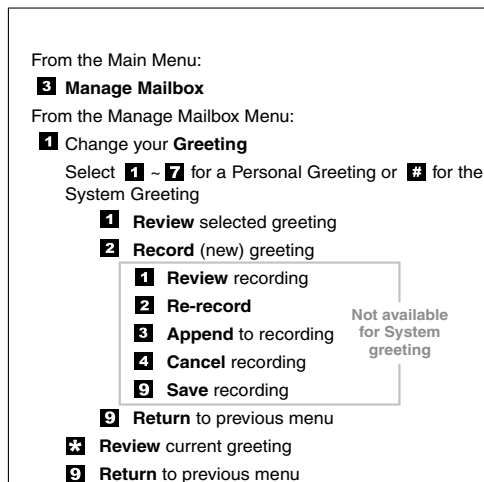 From the Main Menu:
3 Manage Mailbox
From the Manage Mailbox Menu:
1 Change your Greeting
Select 1 ~ 7 for a Personal Greeting or # for the
System Greeting
1 Review selected greeting
2 Record (new) greeting
1 Review recording
2 Re-record
3 Append to recording
4 Cancel recording
9 Save recording
Not available
for System
greeting
9 Return to previous menu
* Review current greeting
9 Return to previous menu